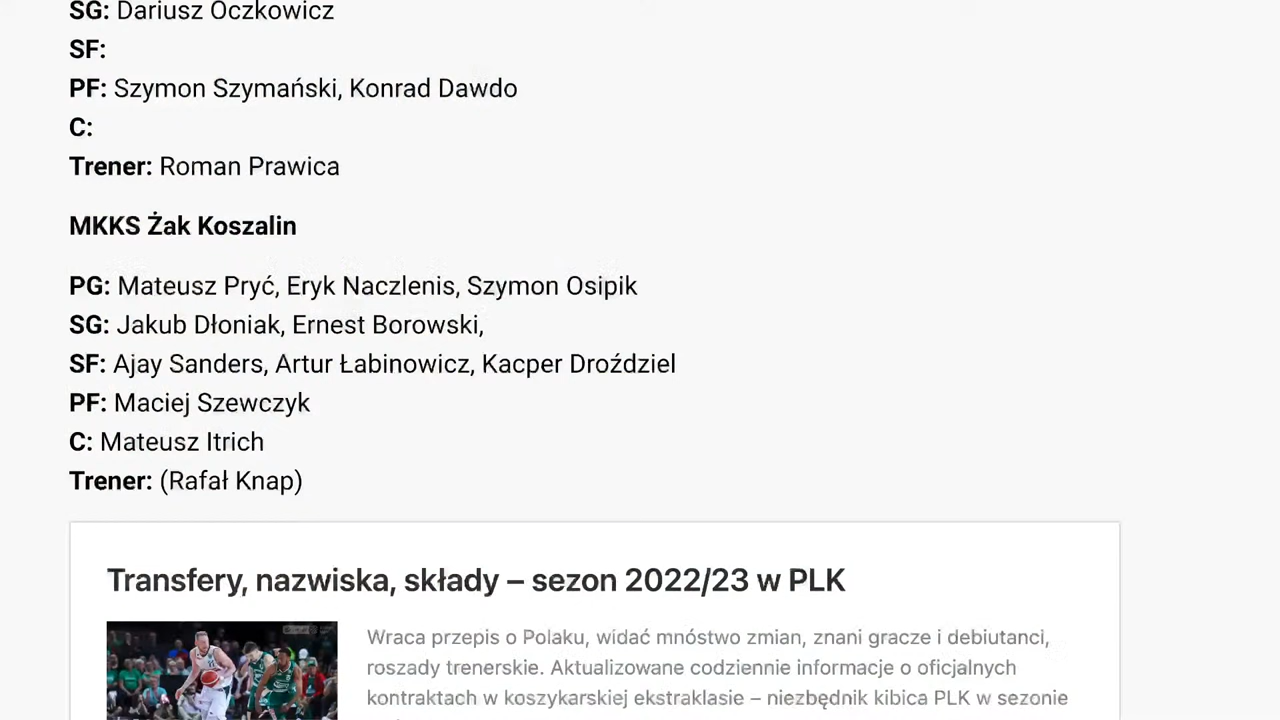 SG: Dariusz Oczkowicz
SF:
PF: Szymon Szymański, Konrad Dawdo
C:
Trener: Roman Prawica
MKKS Żak Koszalin
PG: Mateusz Pryć, Eryk Naczlenis, Szymon Osipik
SG: Jakub Dłoniak, Ernest Borowski,
SF: Ajay Sanders, Artur Łabinowicz, Kacper Droździel
PF: Maciej Szewczyk
C: Mateusz Itrich
Trener: (Rafał Knap)
Transfery, nazwiska, składy – sezon 2022/23 w PLK
Wraca przepis o Polaku, widać mnóstwo zmian, znani gracze i debiutanci,
roszady trenerskie. Aktualizowane codziennie informacje o oficjalnych
kontraktach w koszykarskiej ekstraklasie – niezbędnik kibica PLK w sezonie